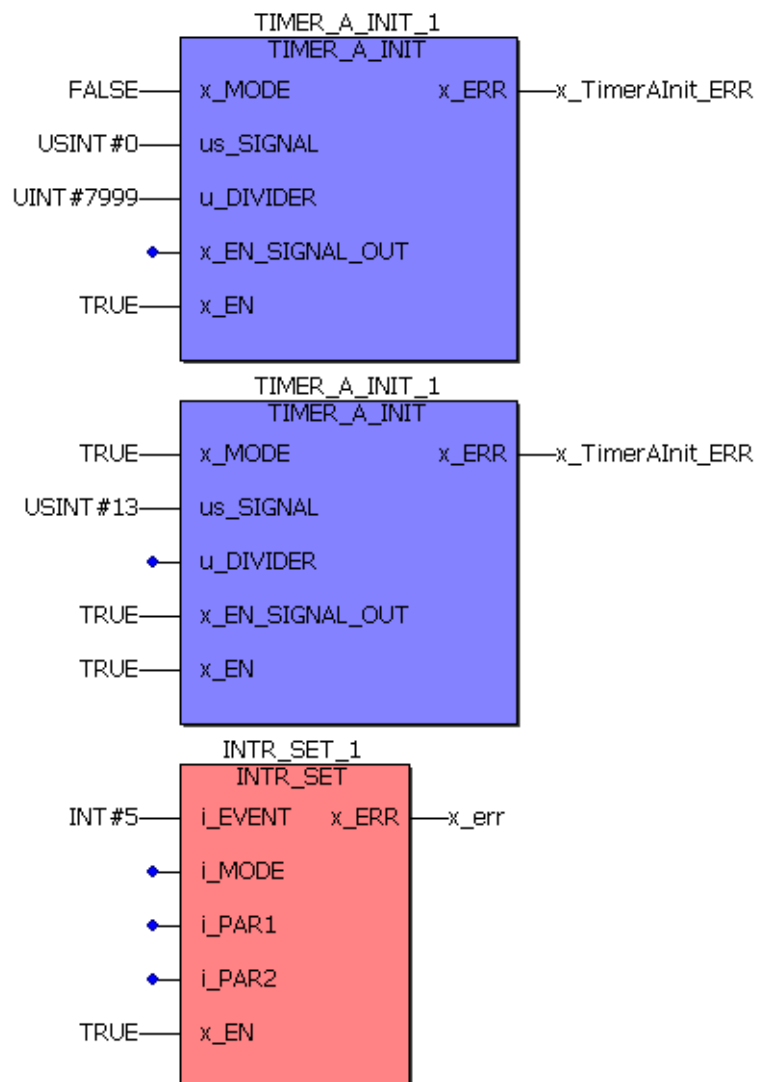 TIMER_A_INIT_1
TIMER_A_INIT
FALSE x_MODE x_ERR x_TimerAInit_ERR
USINT#0 us_SIGNAL
UINT#7999 u_DIVIDER
x_EN_SIGNAL_OUT
TRUE x_EN
TIMER_A_INIT_1
TIMER_A_INIT
TRUE x_MODE x_ERR x_TimerAInit_ERR
USINT#13 us_SIGNAL
u_DIVIDER
TRUE x_EN_SIGNAL_OUT
TRUE x_EN
INTR_SET_1
INTR_SET
INT#5 i_EVENT x_ERR x_err
i_MODE
i_PAR1
i_PAR2
TRUE x_EN